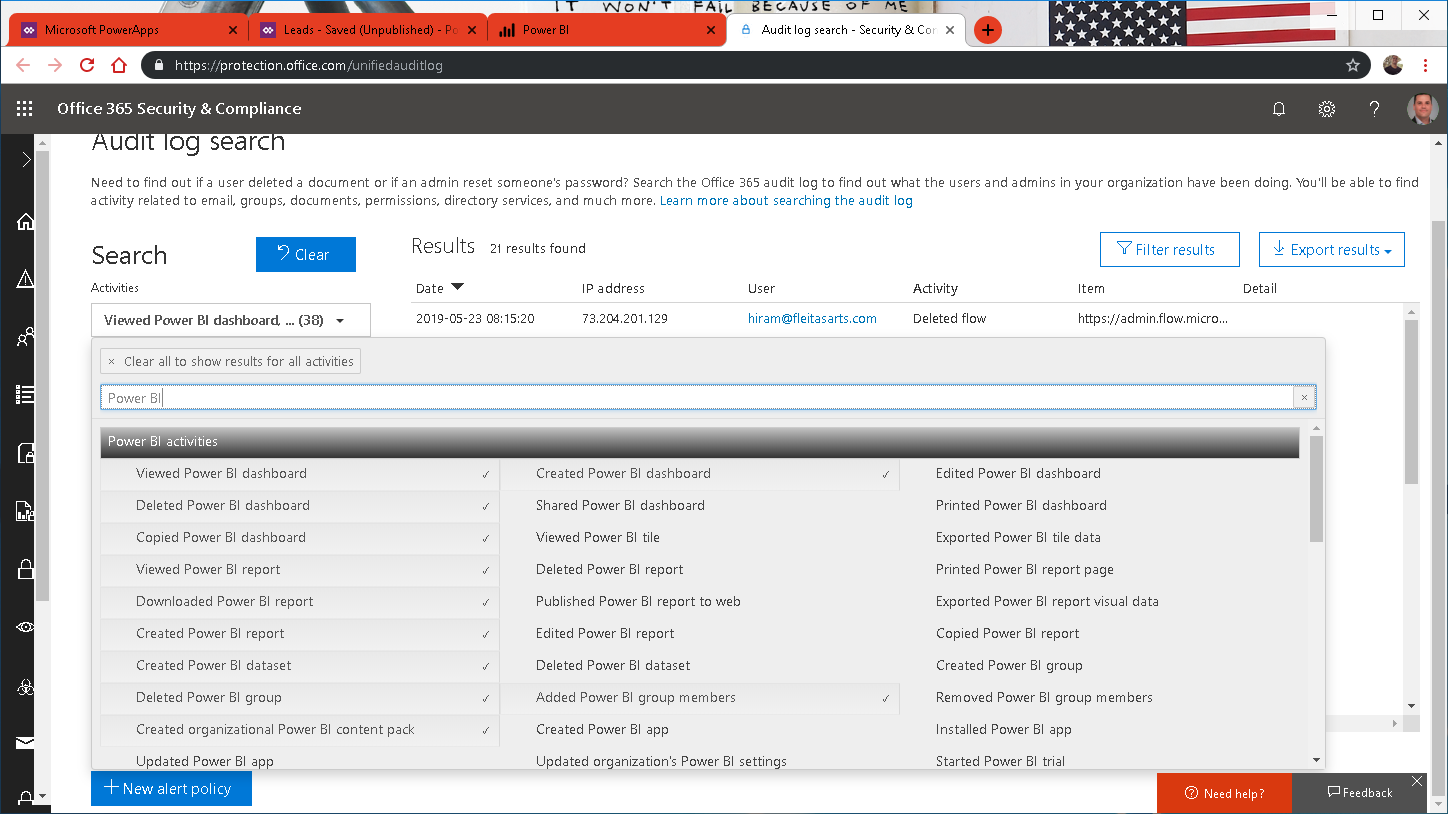 IT WON'T FAIL BECAUSE OF ME
Microsoft PowerApps
Leads - Saved (Unpublished) - Po
Power BI
Audit log search - Security & Cor
https://protection.office.com/unifiedauditlog
Office 365 Security & Compliance
Audit log search
Need to find out if a user deleted a document or if an admin reset someone's password? Search the Office 365 audit log to find out what the users and admins in your organization have been doing. You'll be able to find
activity related to email, groups, documents, permissions, directory services, and much more. Learn more about searching the audit log
Search
Clear
Results 21 results found
Filter results
Export results
Activities
Date IP address User Activity Item Detail
Viewed Power BI dashboard, ... (38)
2019-05-23 08:15:20 73.204.201.129 hiram@fleitasarts.com Deleted flow https://admin.flow.micro...
× Clear all to show results for all activities
Power BI
Power BI activities
Viewed Power BI dashboard ✓ Created Power BI dashboard ✓ Edited Power BI dashboard
Deleted Power BI dashboard ✓ Shared Power BI dashboard Printed Power BI dashboard
Copied Power BI dashboard ✓ Viewed Power BI tile Exported Power BI tile data
Viewed Power BI report ✓ Deleted Power BI report Printed Power BI report page
Downloaded Power BI report ✓ Published Power BI report to web Exported Power BI report visual data
Created Power BI report ✓ Edited Power BI report Copied Power BI report
Created Power BI dataset ✓ Deleted Power BI dataset Created Power BI group
Deleted Power BI group ✓ Added Power BI group members ✓ Removed Power BI group members
Created organizational Power BI content pack ✓ Created Power BI app Installed Power BI app
Updated Power BI app Updated organization's Power BI settings Started Power BI trial
+ New alert policy
Need help?
Feedback